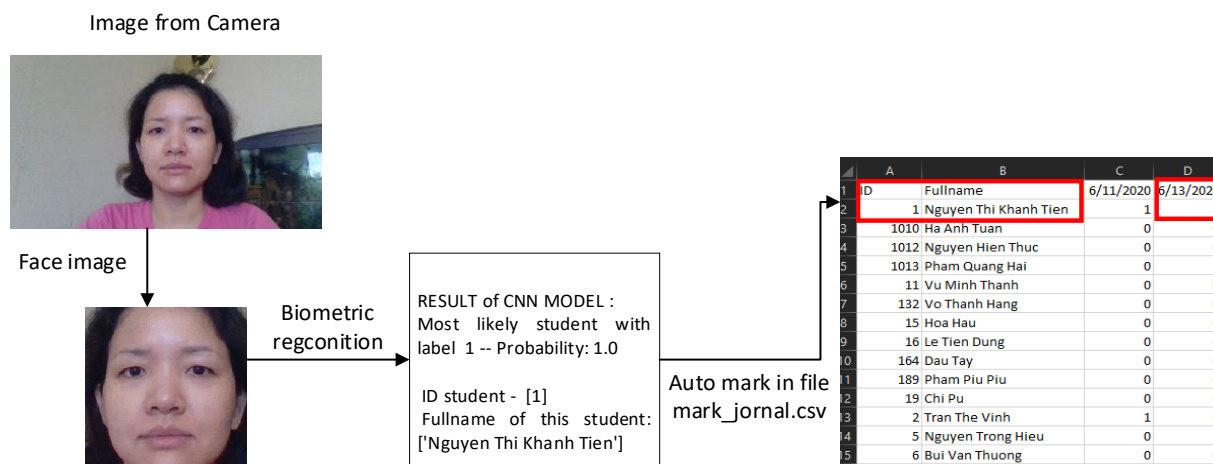 Image from Camera
Face image
Biometric
regconition
RESULT of CNN MODEL :
Most likely student with
label 1 -- Probability: 1.0
ID student - [1]
Fullname of this student:
['Nguyen Thi Khanh Tien']
Auto mark in file
mark_jornal.csv
A B C D
1 ID Fullname 6/11/2020 6/13/202
2 1 Nguyen Thi Khanh Tien 1
3 1010 Ha Anh Tuan 0
4 1012 Nguyen Hien Thuc 0
5 1013 Pham Quang Hai 0
6 11 Vu Minh Thanh 0
7 132 Vo Thanh Hang 0
8 15 Hoa Hau 0
9 16 Le Tien Dung 0
10 164 Dau Tay 0
11 189 Pham Piu Piu 0
12 19 Chi Pu 0
13 2 Tran The Vinh 1
14 5 Nguyen Trong Hieu 0
15 6 Bui Van Thuong 0